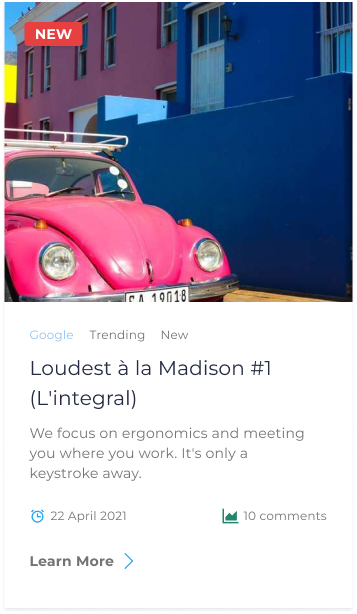 NEW
CA 19018
Google Trending New
Loudest à la Madison #1
(L'integral)
We focus on ergonomics and meeting
you where you work. It's only a
keystroke away.
22 April 2021 10 comments
Learn More